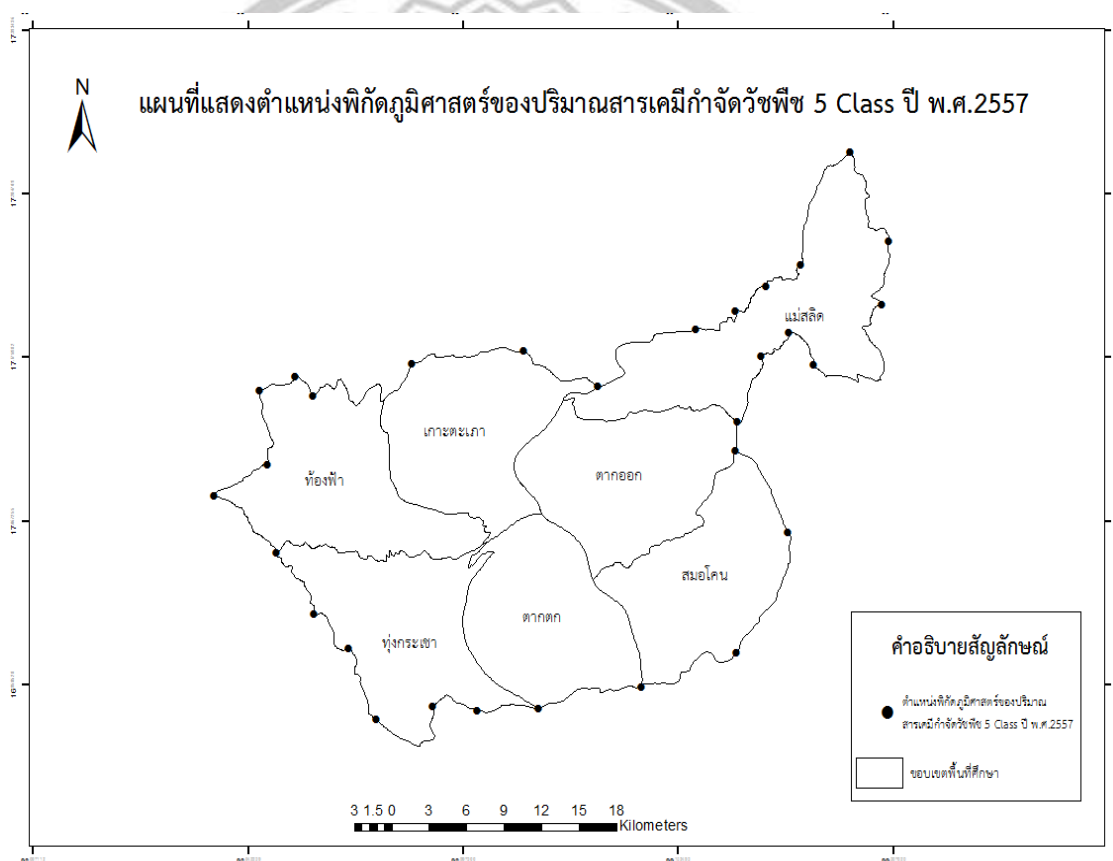 N
แผนที่แสดงตำแหน่งพิกัดภูมิศาสตร์ของปริมาณสารเคมีกำจัดวัชพืช 5 Class ปี พ.ศ.2557
แม่สลิด
เกาะตะเภา
ท้องฟ้า
ตากออก
สมอโคน
ตากตก
ทุ่งกระเชา
คำอธิบายสัญลักษณ์
ตำแหน่งพิกัดภูมิศาสตร์ของปริมาณ
สารเคมีกำจัดวัชพืช 5 Class ปี พ.ศ.2557
ขอบเขตพื้นที่ศึกษา
3 1.5 0 3 6 9 12 15 18
Kilometers